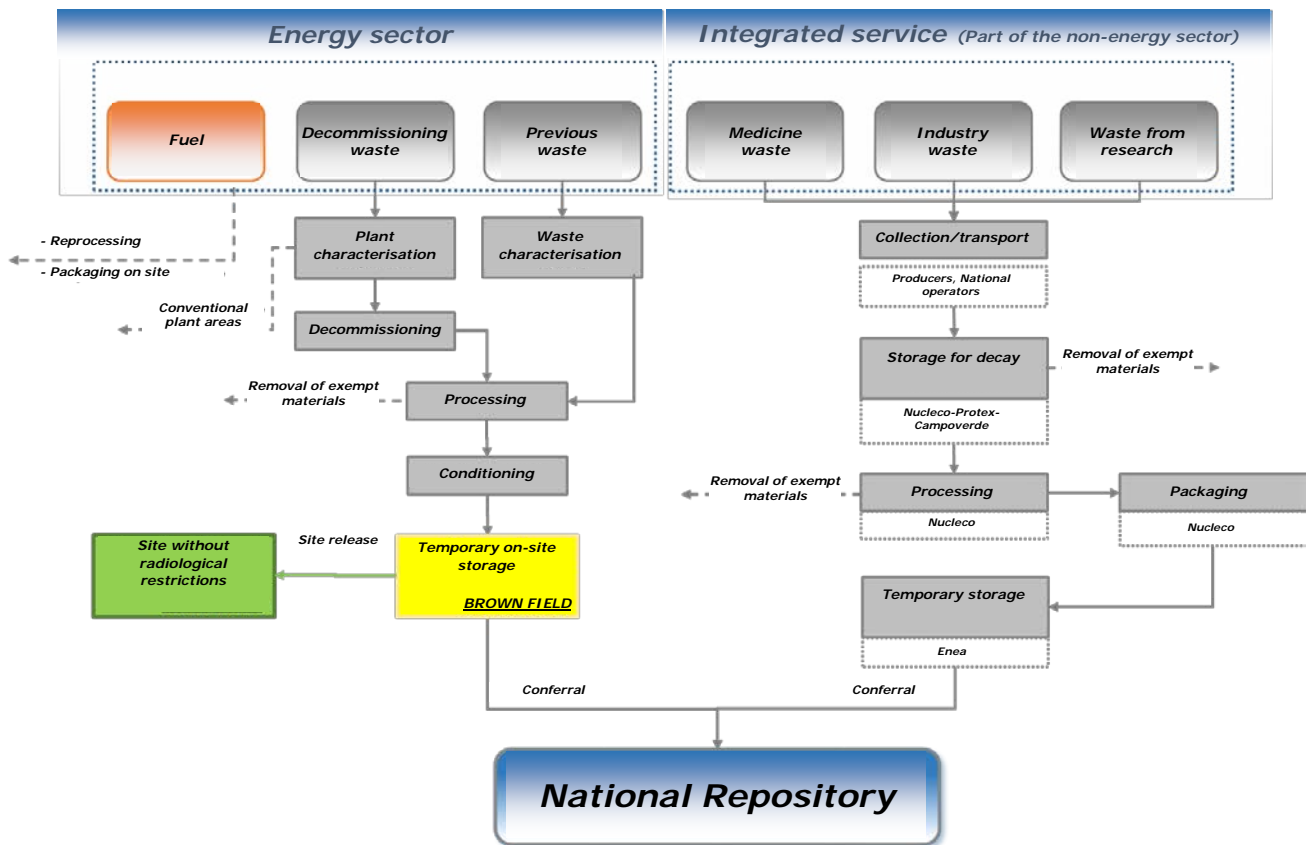 Energy sector
Integrated service (Part of the non-energy sector)
Fuel
Decommissioning
waste
Previous
waste
Medicine
waste
Industry
waste
Waste from
research
- Reprocessing
- Packaging on site
Plant
characterisation
Waste
characterisation
Collection/transport
Producers, National
operators
Conventional
plant areas
Decommissioning
Storage for decay
Removal of exempt
materials
Nucleco-Protex-
Campoverde
Removal of exempt
materials
Processing
Conditioning
Removal of exempt
materials
Processing
Nucleco
Packaging
Nucleco
Site without
radiological
restrictions
Site release
Temporary on-site
storage
BROWN FIELD
Temporary storage
Enea
Conferral
Conferral
National Repository